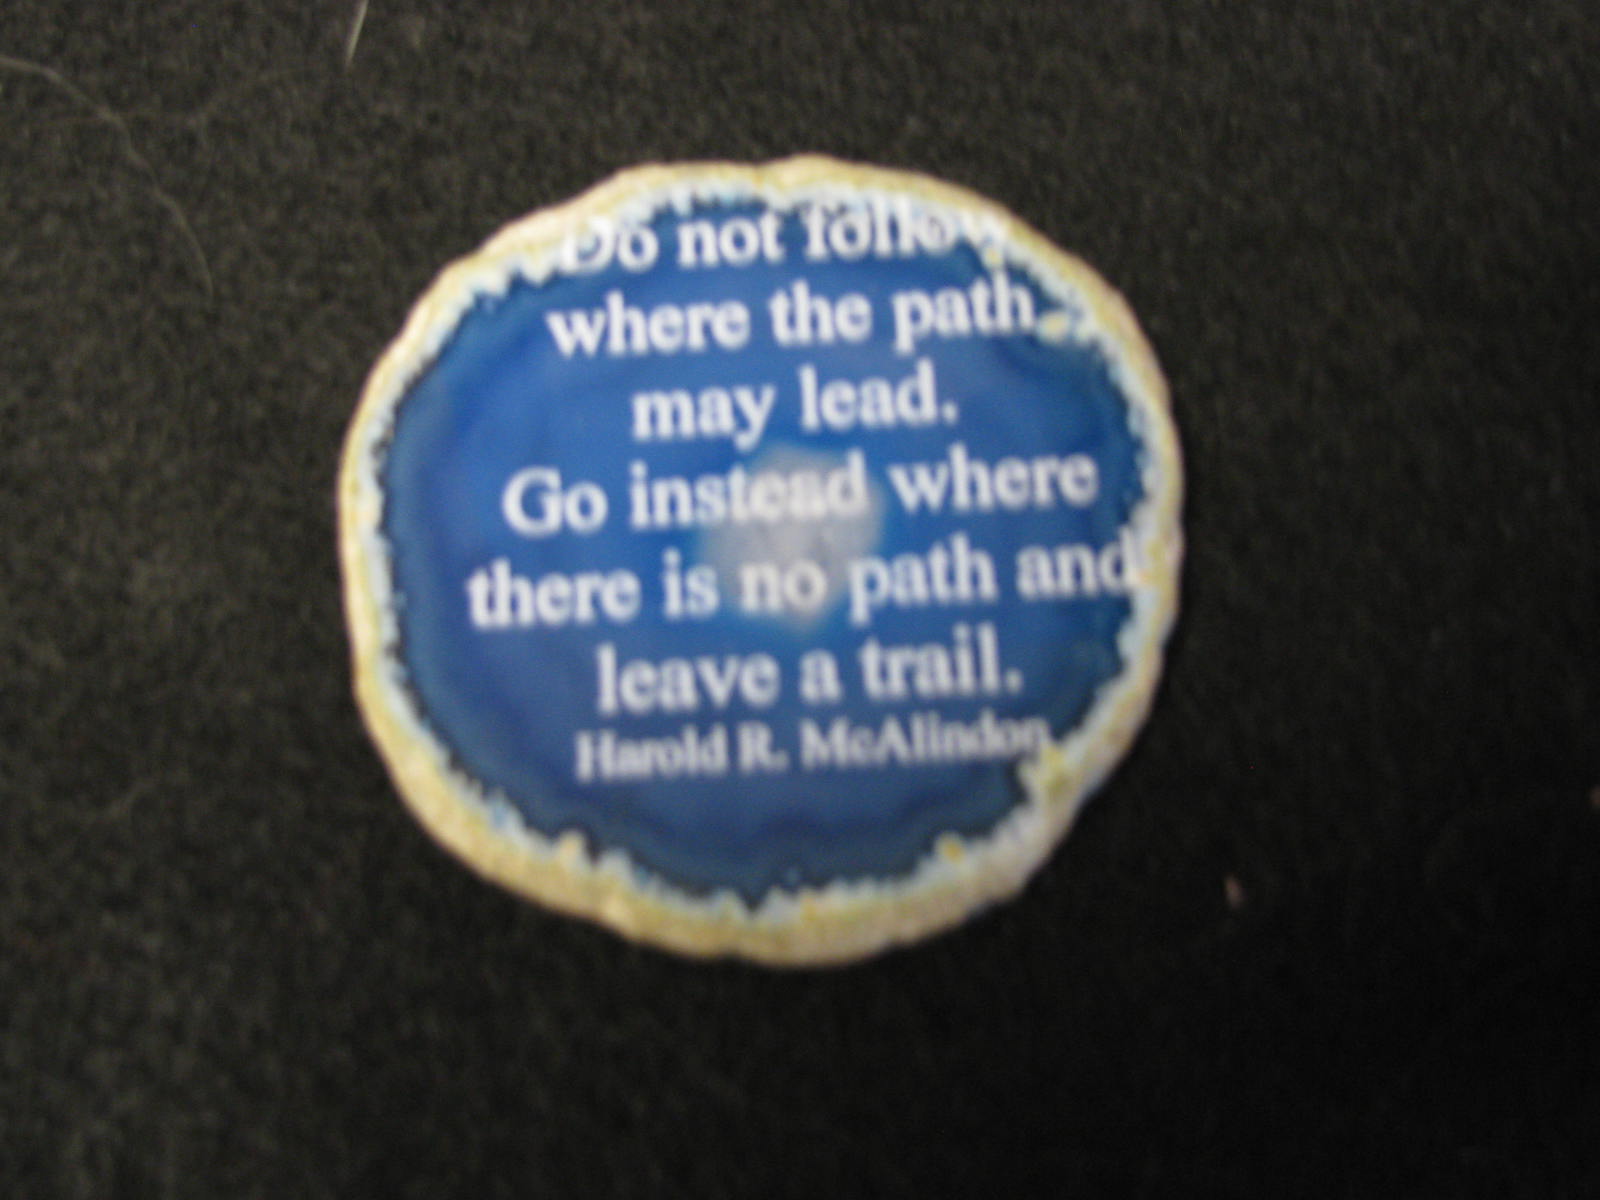 Do not follow
where the path
may lead.
Go instead where
there is no path and
leave a trail.
Harold R. McAlindon